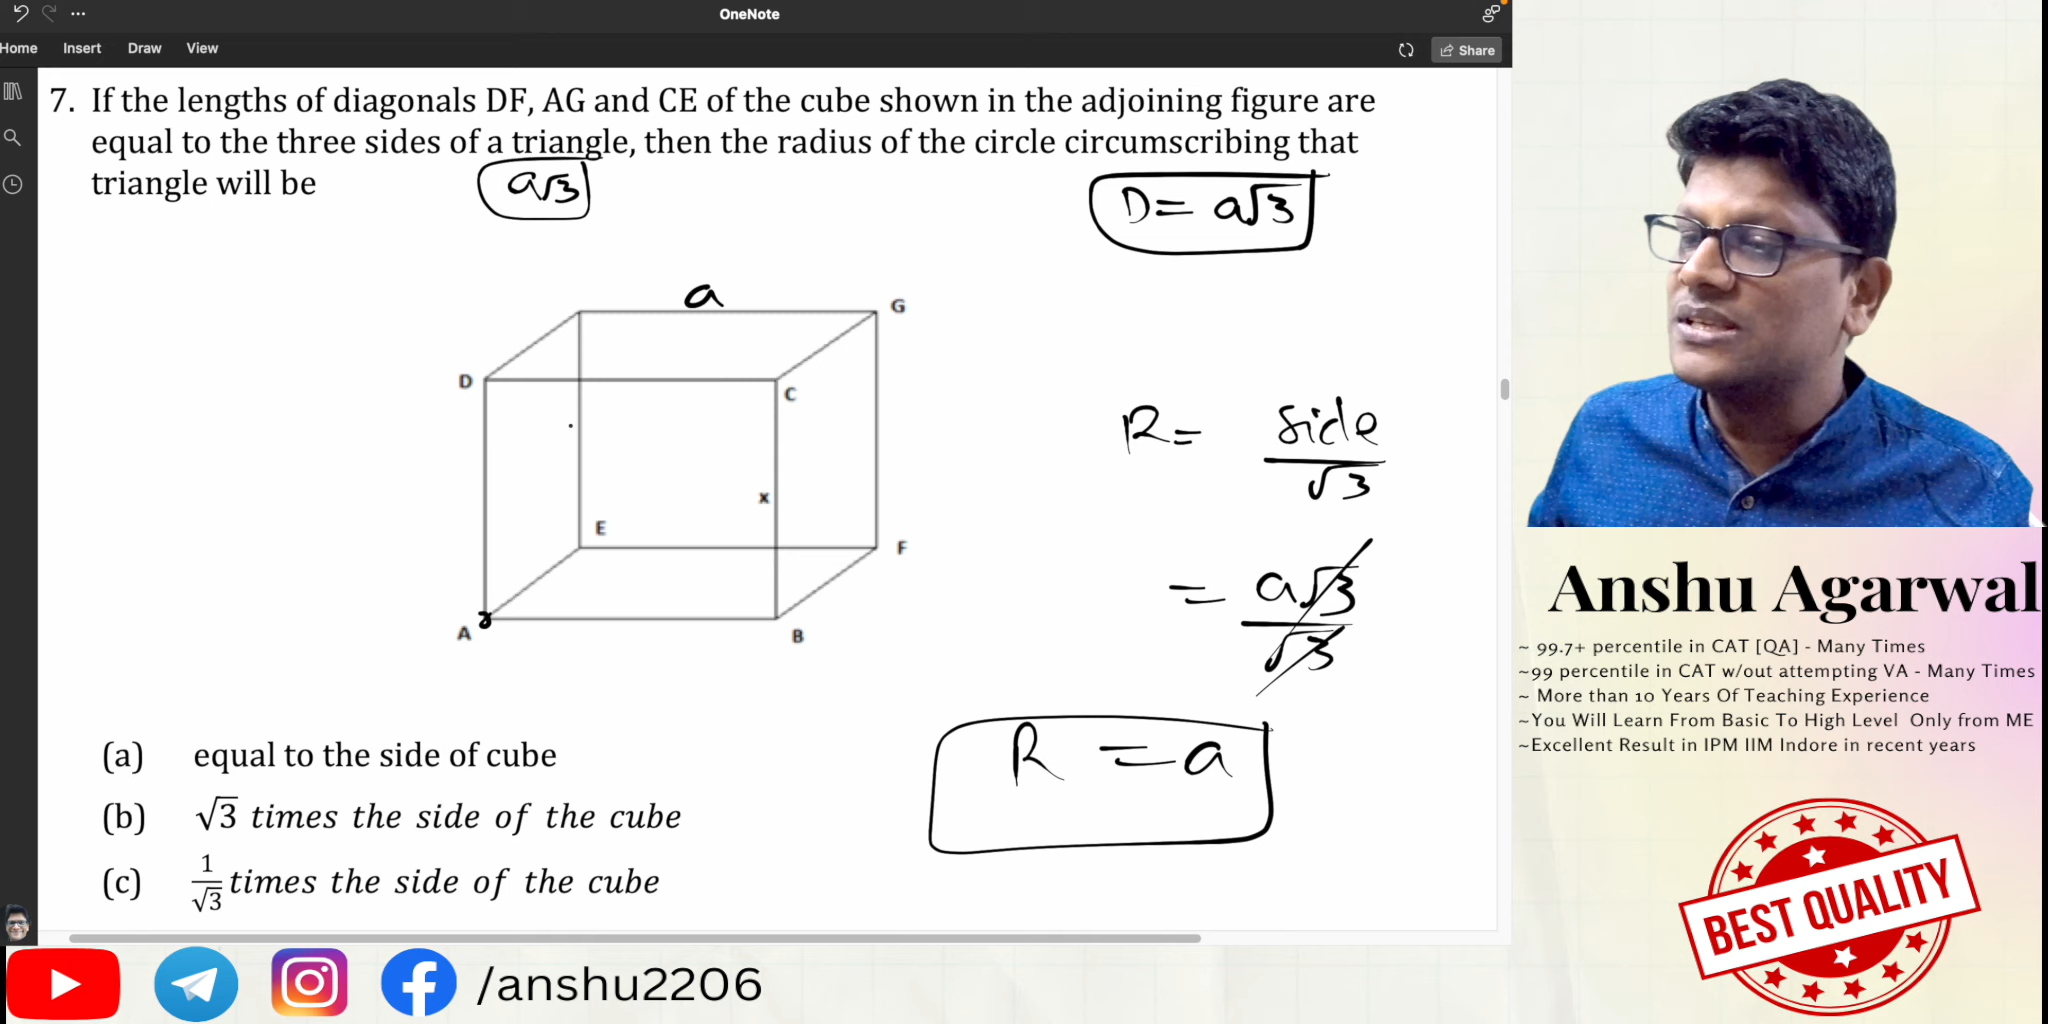 OneNote
Home Insert Draw View
Share
7. If the lengths of diagonals DF, AG and CE of the cube shown in the adjoining figure are
equal to the three sides of a triangle, then the radius of the circle circumscribing that
triangle will be
a√3
D = a√3
a
G
D
C
x
E
F
A
B
R = side/√3
= a√3/√3
R = a
(a) equal to the side of cube
(b) √3 times the side of the cube
(c) 1/√3 times the side of the cube
Anshu Agarwal
~ 99.7+ percentile in CAT [QA] - Many Times
~99 percentile in CAT w/out attempting VA - Many Times
~ More than 10 Years Of Teaching Experience
~You Will Learn From Basic To High Level Only from ME
~Excellent Result in IPM IIM Indore in recent years
BEST QUALITY
/anshu2206